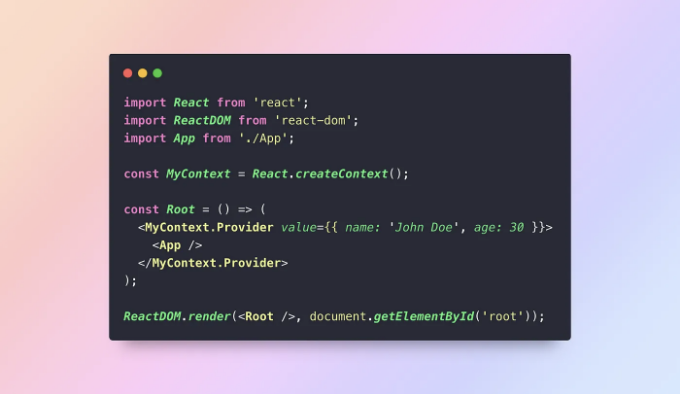 import React from 'react';
import ReactDOM from 'react-dom';
import App from './App';

const MyContext = React.createContext();

const Root = () => (
  <MyContext.Provider value={{ name: 'John Doe', age: 30 }}>
    <App />
  </MyContext.Provider>
);

ReactDOM.render(<Root />, document.getElementById('root'));